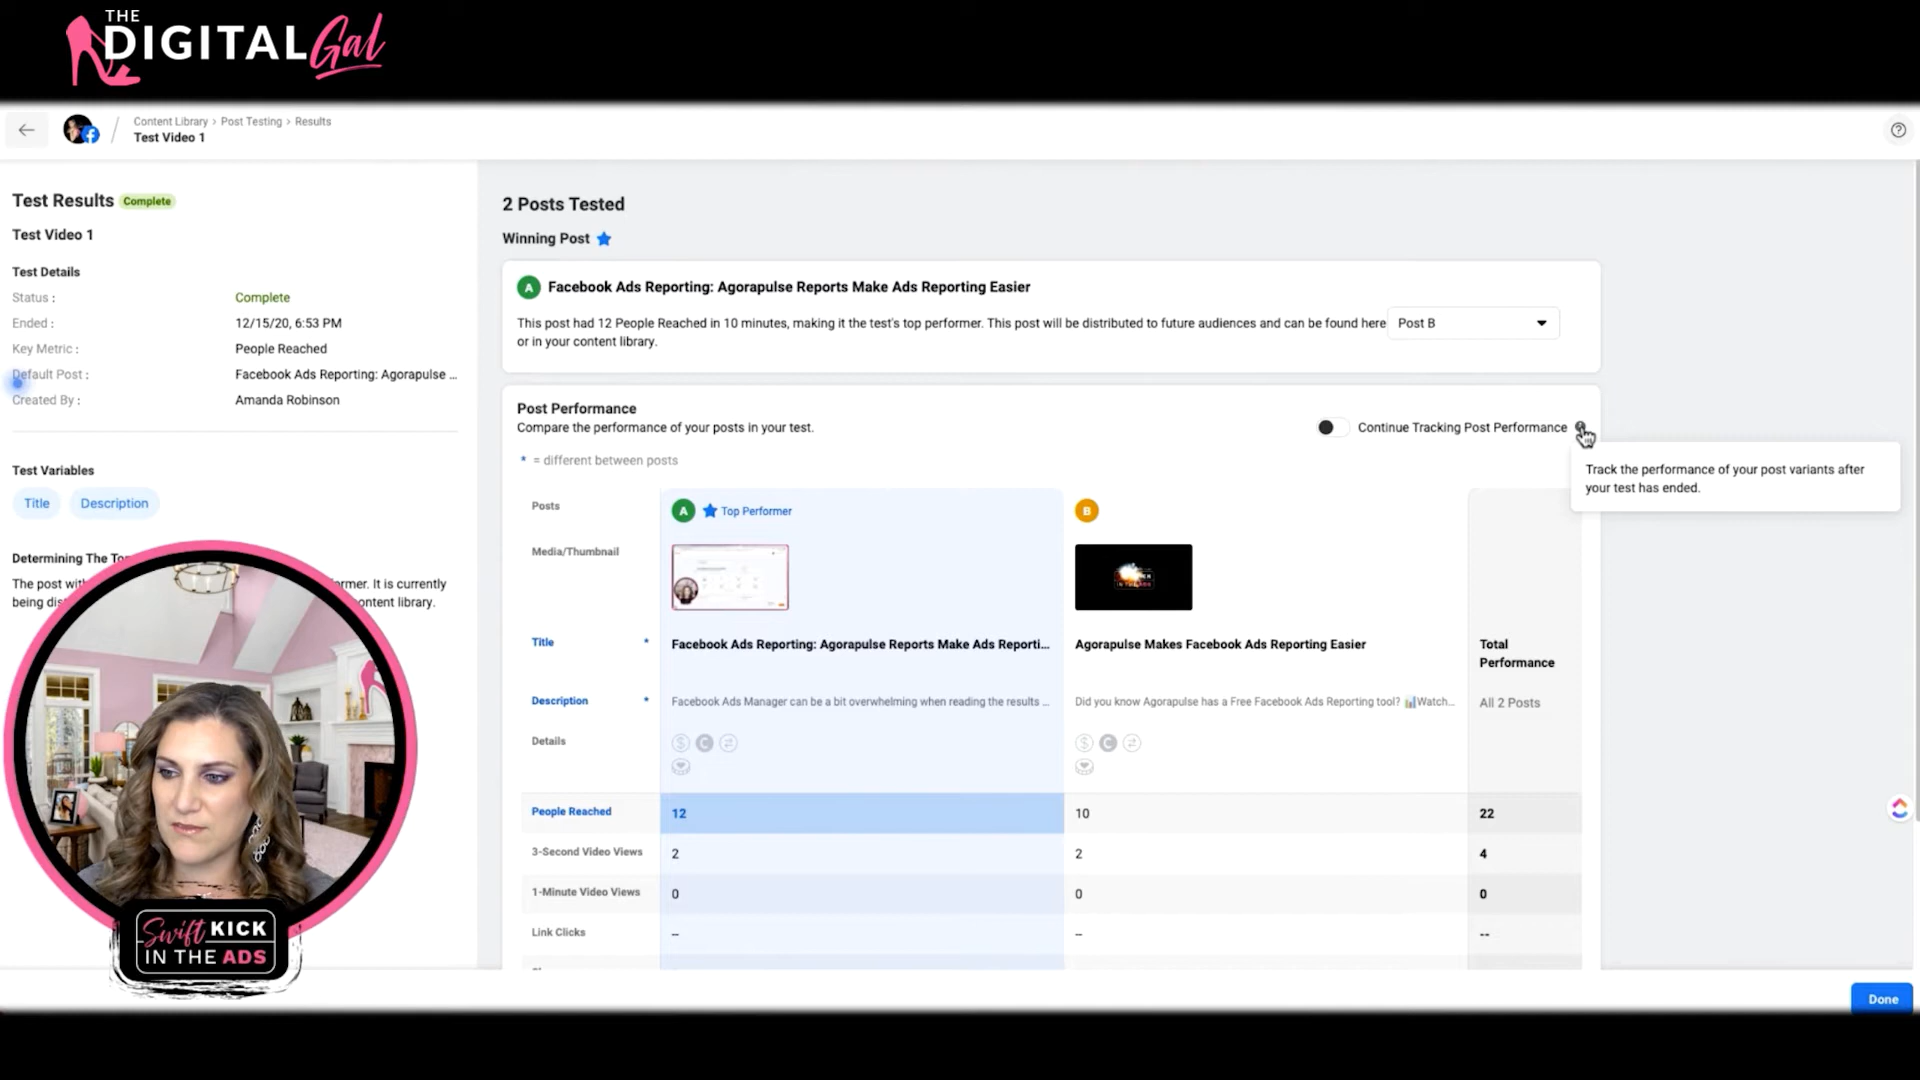 THE
DIGITAL Gal
Content Library › Post Testing › Results
Test Video 1
Test Results Complete
Test Video 1
Test Details
Status : Complete
Ended : 12/15/20, 6:53 PM
Key Metric : People Reached
Default Post : Facebook Ads Reporting: Agorapulse ...
Created By : Amanda Robinson
Test Variables
Title Description
Determining The
The post
being
content library.
Swift KICK
IN THE ADS
2 Posts Tested
Winning Post
A Facebook Ads Reporting: Agorapulse Reports Make Ads Reporting Easier
This post had 12 People Reached in 10 minutes, making it the test's top performer. This post will be distributed to future audiences and can be found here
or in your content library.
Post B
Post Performance
Compare the performance of your posts in your test.
Continue Tracking Post Performance
Track the performance of your post variants after
your test has ended.
* = different between posts
Posts A Top Performer B
Media/Thumbnail
Title * Facebook Ads Reporting: Agorapulse Reports Make Ads Reporti... Agorapulse Makes Facebook Ads Reporting Easier Total
Performance
Description * Facebook Ads Manager can be a bit overwhelming when reading the results ... Did you know Agorapulse has a Free Facebook Ads Reporting tool? 📊Watch... All 2 Posts
Details
People Reached 12 10 22
3-Second Video Views 2 2 4
1-Minute Video Views 0 0 0
Link Clicks -- -- --
Done